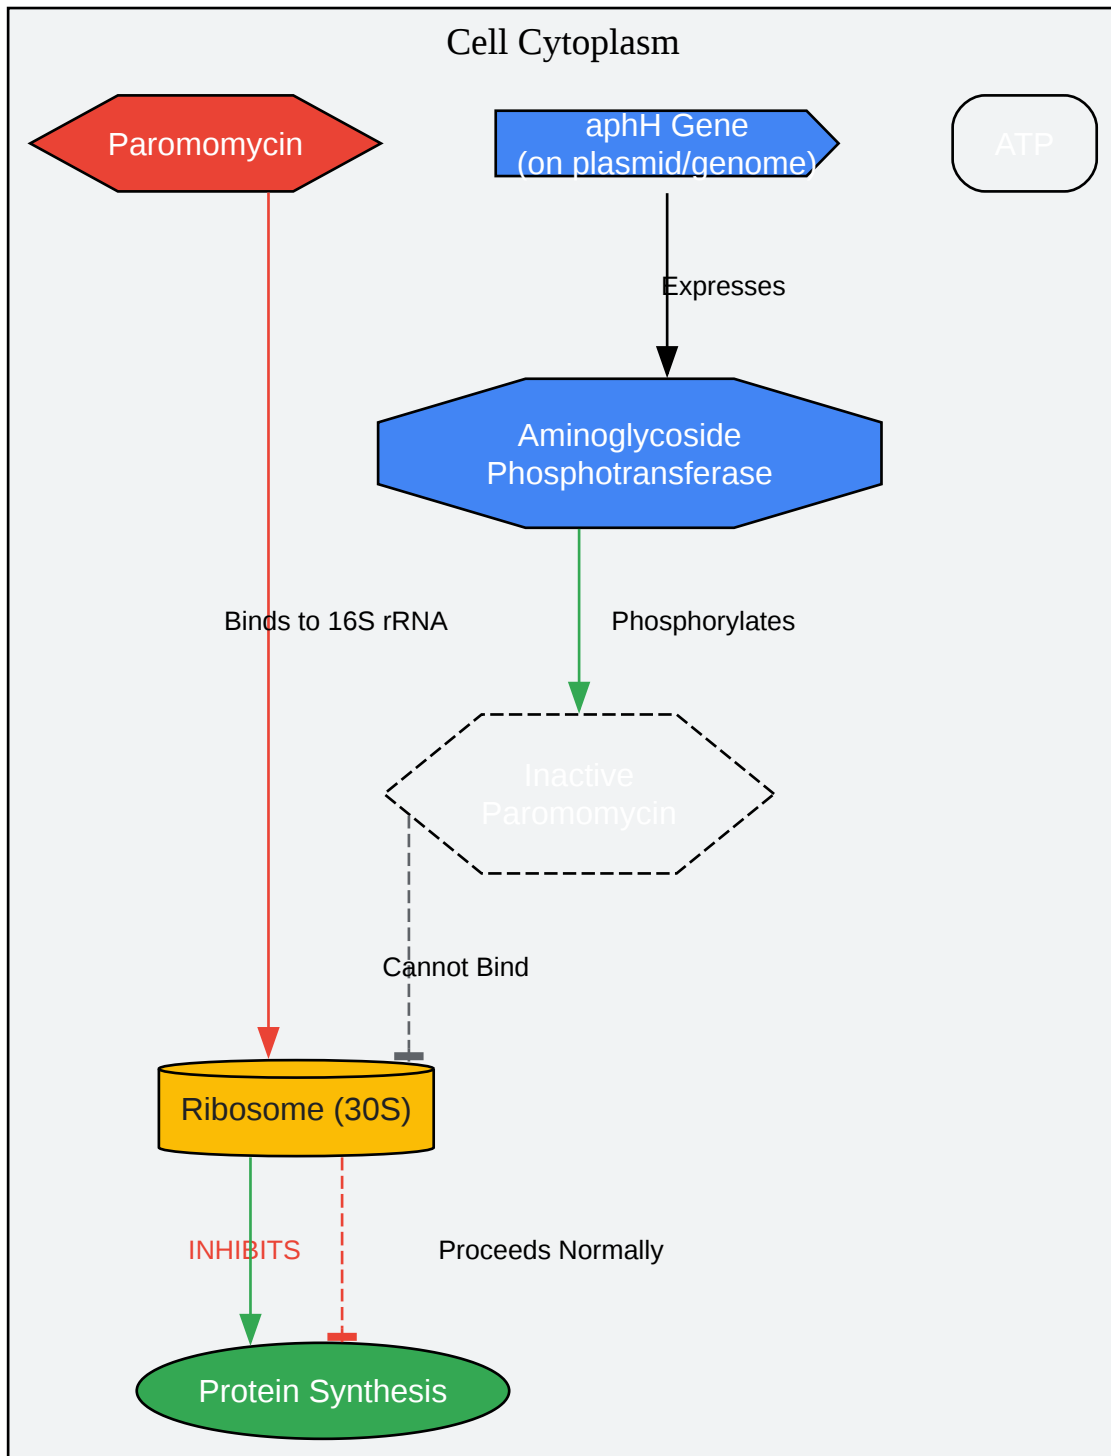 Cell Cytoplasm
Paromomycin
aphH Gene
(on plasmid/genome)
ATP
Expresses
Aminoglycoside
Phosphotransferase
Binds to 16S rRNA
Phosphorylates
Inactive
Paromomycin
Cannot Bind
Ribosome (30S)
INHIBITS
Proceeds Normally
Protein Synthesis